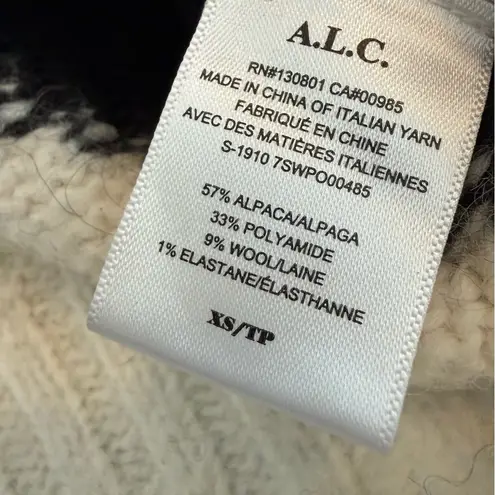 A.L.C.
RN#130801 CA#00985
MADE IN CHINA OF ITALIAN YARN
FABRIQUÉ EN CHINE
AVEC DES MATIÈRES ITALIENNES
S-1910 7SWPO00485
57% ALPACA/ALPAGA
33% POLYAMIDE
9% WOOL/LAINE
1% ELASTANE/ÉLASTHANNE
XS/TP